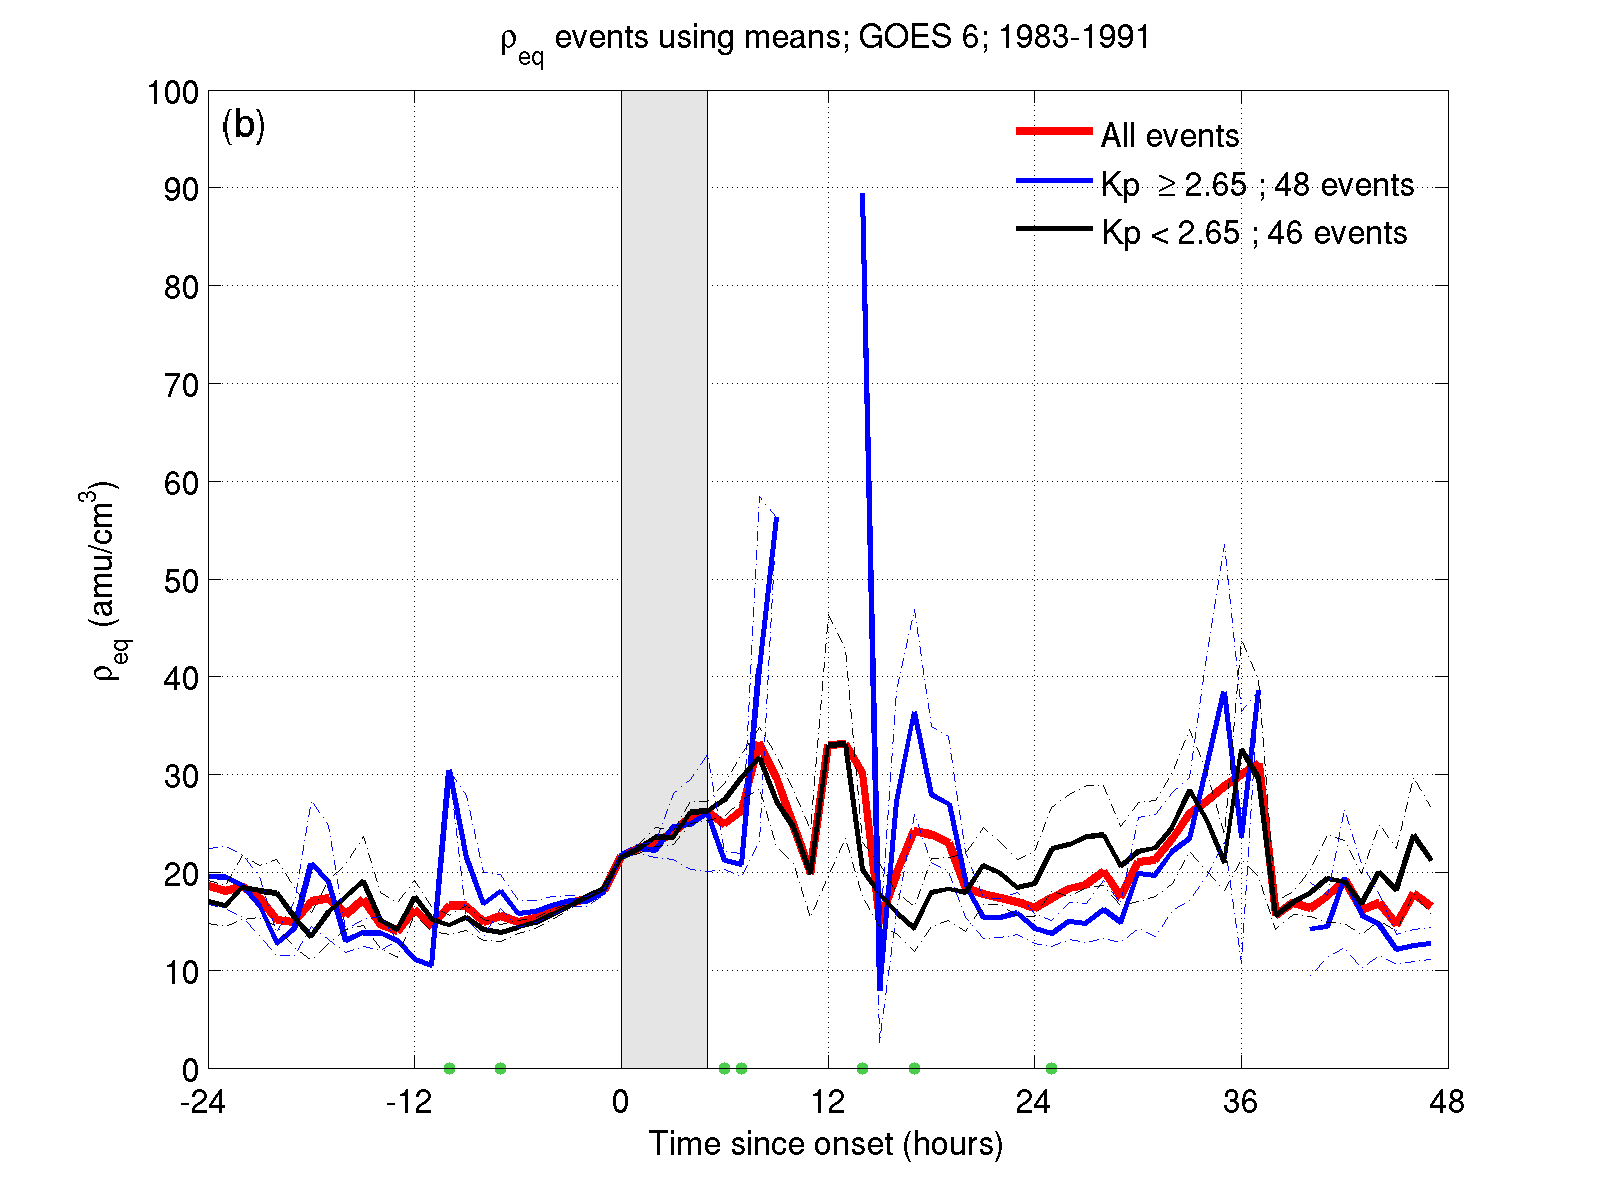 ρeq events using means; GOES 6; 1983-1991
(b)
All events
Kp ≥ 2.65 ; 48 events
Kp < 2.65 ; 46 events
100
90
80
70
60
50
40
30
20
10
0
ρeq (amu/cm³)
-24 -12 0 12 24 36 48
Time since onset (hours)